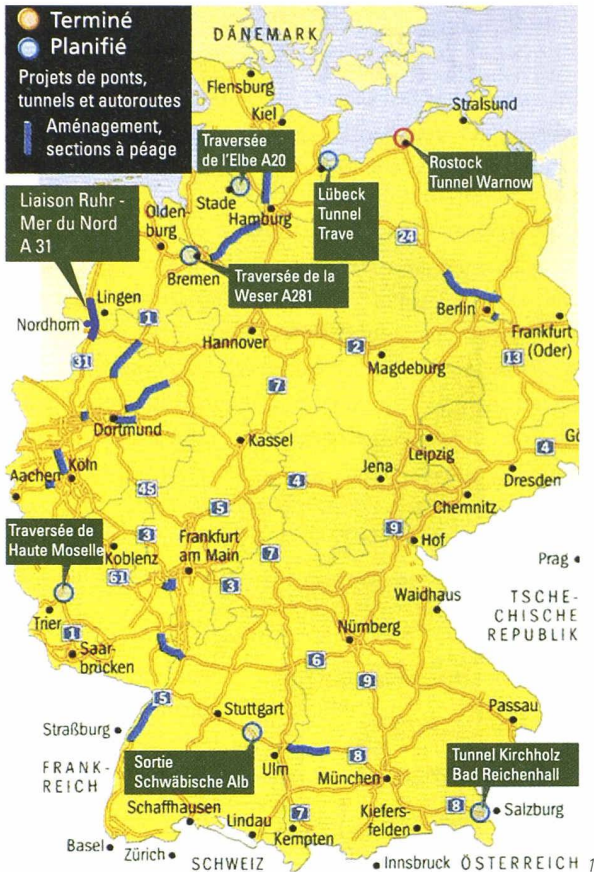 Terminé
Planifié
Projets de ponts,
tunnels et autoroutes
Aménagement,
sections à péage
DÄNEMARK
Flensburg
Kiel
Stralsund
Traversée
de l'Elbe A20
Rostock
Tunnel Warnow
Lübeck
Tunnel
Trave
Liaison Ruhr -
Mer du Nord
A 31
Stade
Hamburg
Olden-
burg
24
Bremen
Traversée de la
Weser A281
Lingen
Nordhorn
1
Berlin
Frankfurt
(Oder)
Hannover
2
31
Magdeburg
13
7
Dortmund
Kassel
Leipzig
4
Gö
Aachen
Köln
Jena
4
Dresden
45
Chemnitz
5
Traversée de
Haute Moselle
3
Frankfurt
am Main
9
Hof
Koblenz
7
Prag
61
3
Waidhaus
TSCHE-
CHISCHE
REPUBLIK
Trier
1
Nürnberg
Saar-
brücken
6
9
5
Stuttgart
Passau
Straßburg
Sortie
Schwäbische Alb
Ulm
8
München
Tunnel Kirchholz
Bad Reichenhall
FRANK-
REICH
Schaffhausen
Lindau
7
Kempten
Kiefers-
felden
8
Salzburg
Basel
Zürich
SCHWEIZ
Innsbruck
ÖSTERREICH